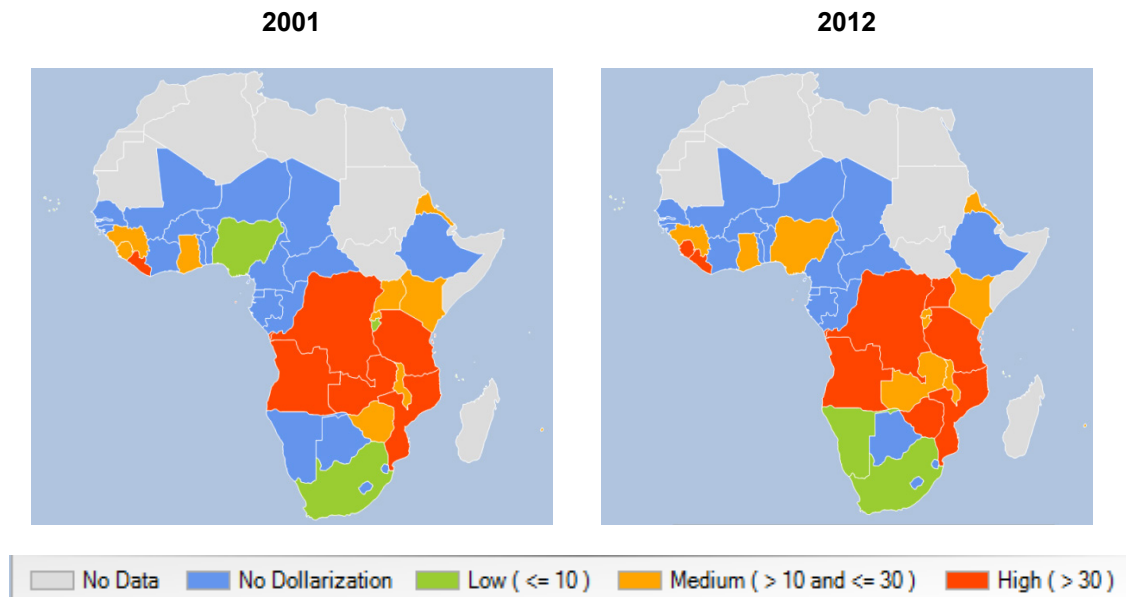 2001 2012
No Data No Dollarization Low ( <= 10 ) Medium ( > 10 and <= 30 ) High ( > 30 )